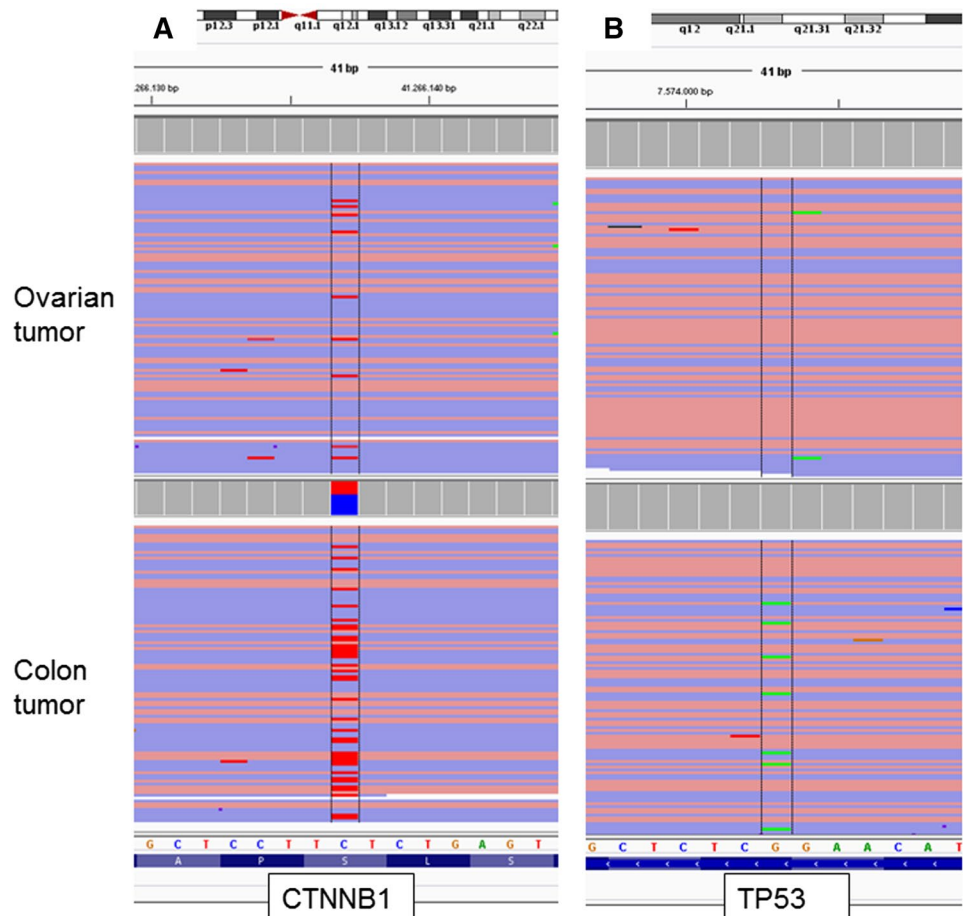 A
p12.3 p12.1 q11.1 q12.1 q13.12 q13.31 q21.1 q22.1
41 bp
.266.130 bp 41.266.140 bp
B
q12 q21.1 q21.31 q21.32
41 bp
7.574.000 bp
Ovarian
tumor
Colon
tumor
G C T C C T T C T C T G A G T
A P S L S
CTNNB1
G C T C T C G G A A C A T
TP53